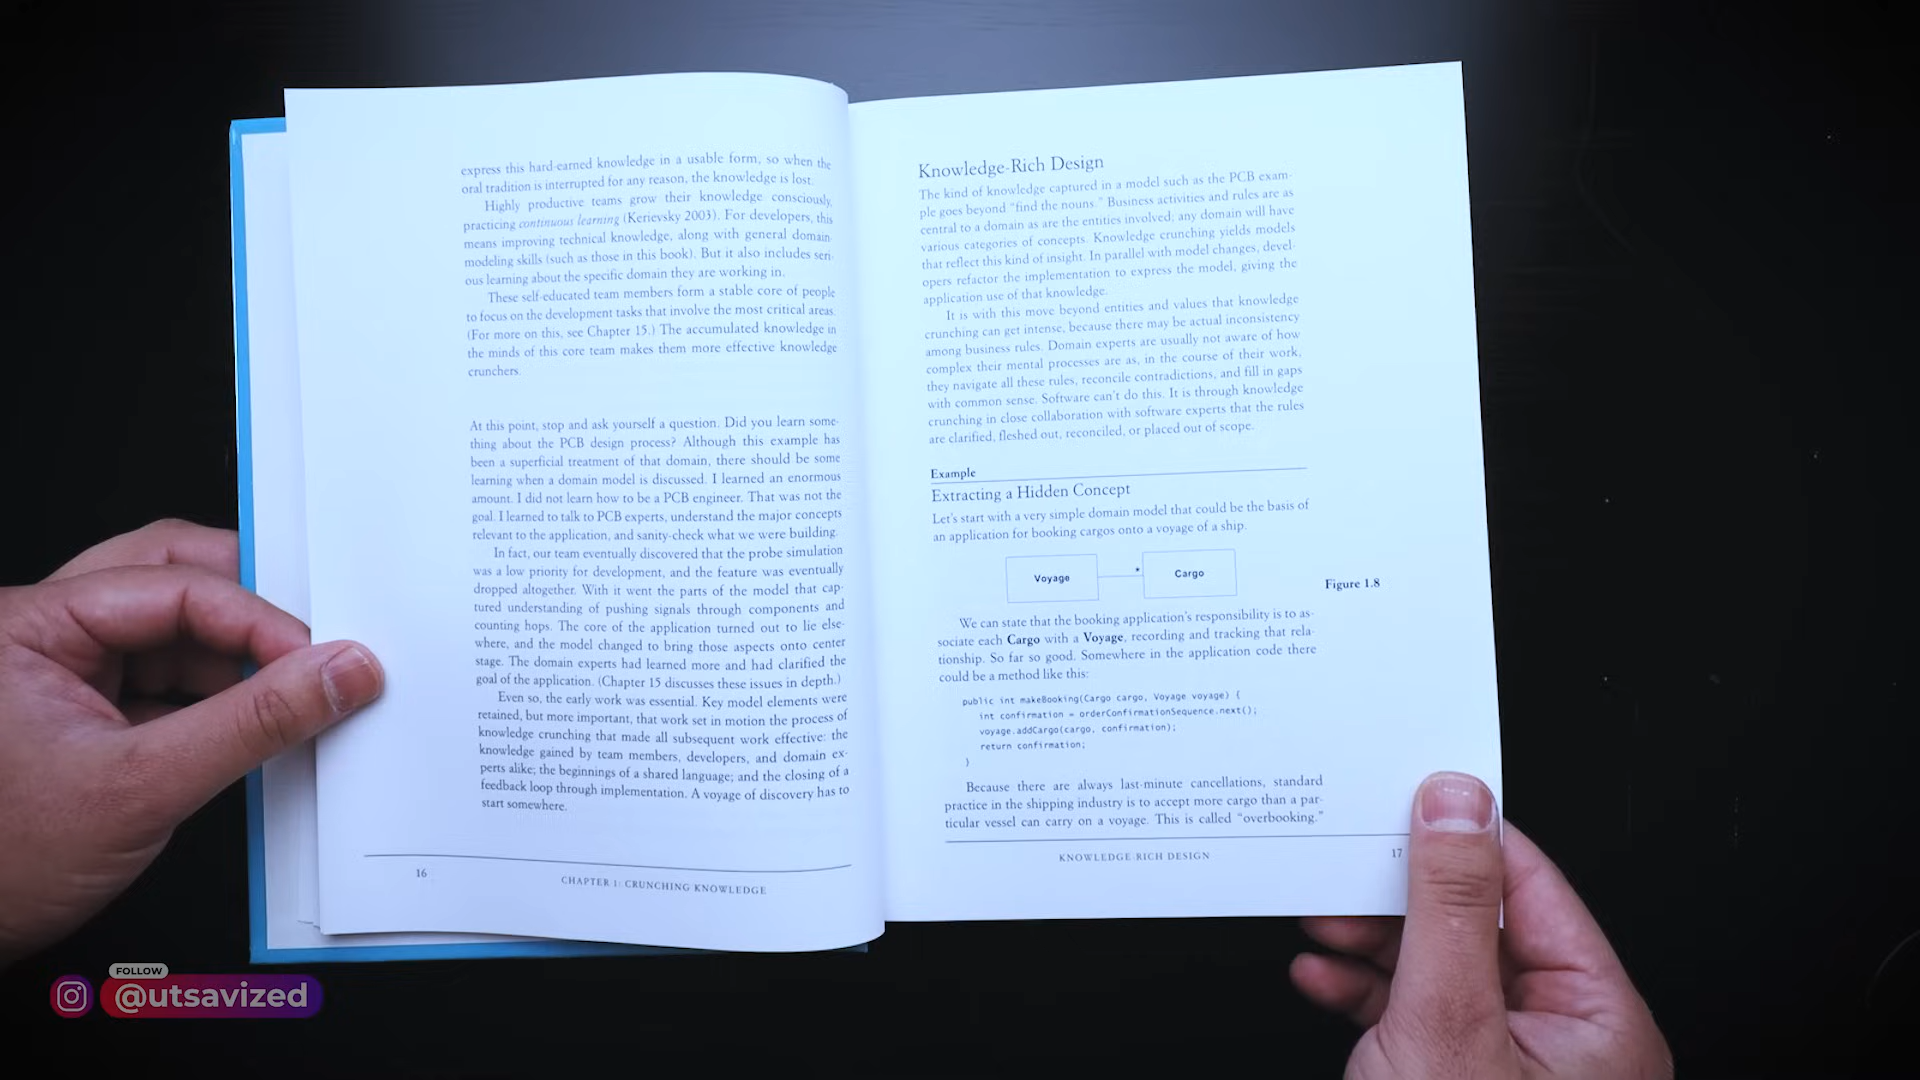 express this hard-earned knowledge in a usable form, so when the
oral tradition is interrupted for any reason, the knowledge is lost.
Highly productive teams grow their knowledge consciously,
practicing continuous learning (Kerievsky 2003). For developers, this
means improving technical knowledge, along with general domain-
modeling skills (such as those in this book). But it also includes seri-
ous learning about the specific domain they are working in.
These self-educated team members form a stable core of people
to focus on the development tasks that involve the most critical areas.
(For more on this, see Chapter 15.) The accumulated knowledge in
the minds of this core team makes them more effective knowledge
crunchers.
At this point, stop and ask yourself a question. Did you learn some-
thing about the PCB design process? Although this example has
been a superficial treatment of that domain, there should be some
learning when a domain model is discussed. I learned an enormous
amount. I did not learn how to be a PCB engineer. That was not the
goal. I learned to talk to PCB experts, understand the major concepts
relevant to the application, and sanity-check what we were building.
In fact, our team eventually discovered that the probe simulation
was a low priority for development, and the feature was eventually
dropped altogether. With it went the parts of the model that cap-
tured understanding of pushing signals through components and
counting hops. The core of the application turned out to lie else-
where, and the model changed to bring those aspects onto center
stage. The domain experts had learned more and had clarified the
goal of the application. (Chapter 15 discusses these issues in depth.)
Even so, the early work was essential. Key model elements were
retained, but more important, that work set in motion the process of
knowledge crunching that made all subsequent work effective: the
knowledge gained by team members, developers, and domain ex-
perts alike; the beginnings of a shared language; and the closing of a
feedback loop through implementation. A voyage of discovery has to
start somewhere.
16
CHAPTER 1: CRUNCHING KNOWLEDGE
Knowledge-Rich Design
The kind of knowledge captured in a model such as the PCB exam-
ple goes beyond "find the nouns." Business activities and rules are as
central to a domain as are the entities involved; any domain will have
various categories of concepts. Knowledge crunching yields models
that reflect this kind of insight. In parallel with model changes, devel-
opers refactor the implementation to express the model, giving the
application use of that knowledge.
It is with this move beyond entities and values that knowledge
crunching can get intense, because there may be actual inconsistency
among business rules. Domain experts are usually not aware of how
complex their mental processes are as, in the course of their work,
they navigate all these rules, reconcile contradictions, and fill in gaps
with common sense. Software can't do this. It is through knowledge
crunching in close collaboration with software experts that the rules
are clarified, fleshed out, reconciled, or placed out of scope.
Example
Extracting a Hidden Concept
Let's start with a very simple domain model that could be the basis of
an application for booking cargos onto a voyage of a ship.
Voyage * Cargo
Figure 1.8
We can state that the booking application's responsibility is to as-
sociate each Cargo with a Voyage, recording and tracking that rela-
tionship. So far so good. Somewhere in the application code there
could be a method like this:
public int makeBooking(Cargo cargo, Voyage voyage) {
int confirmation = orderConfirmationSequence.next();
voyage.addCargo(cargo, confirmation);
return confirmation;
}
Because there are always last-minute cancellations, standard
practice in the shipping industry is to accept more cargo than a par-
ticular vessel can carry on a voyage. This is called "overbooking."
KNOWLEDGE-RICH DESIGN
17
FOLLOW
@utsavized